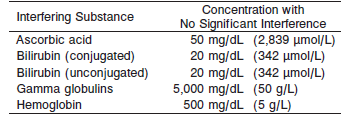 Interfering Substance
Concentration with
No Significant Interference
Ascorbic acid 50 mg/dL (2,839 μmol/L)
Bilirubin (conjugated) 20 mg/dL (342 μmol/L)
Bilirubin (unconjugated) 20 mg/dL (342 μmol/L)
Gamma globulins 5,000 mg/dL (50 g/L)
Hemoglobin 500 mg/dL (5 g/L)